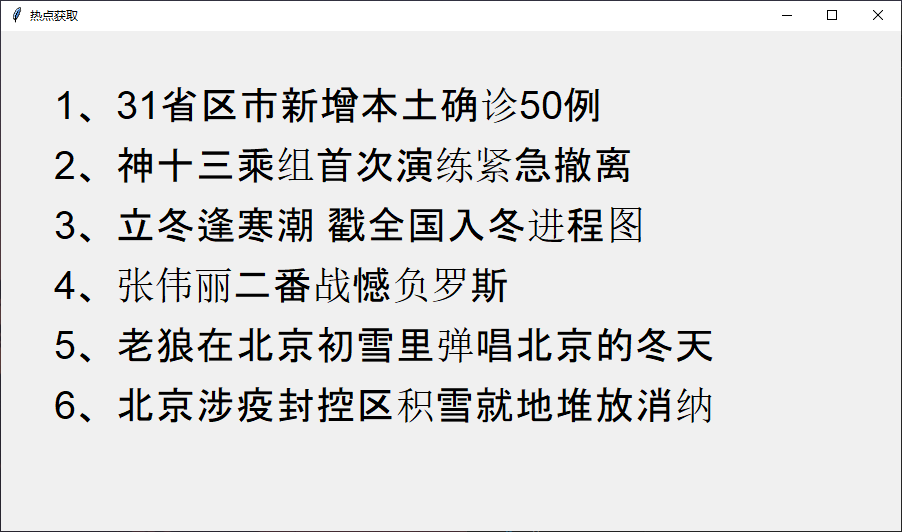 热点获取
1、31省区市新增本土确诊50例
2、神十三乘组首次演练紧急撤离
3、立冬逢寒潮 戳全国入冬进程图
4、张伟丽二番战憾负罗斯
5、老狼在北京初雪里弹唱北京的冬天
6、北京涉疫封控区积雪就地堆放消纳